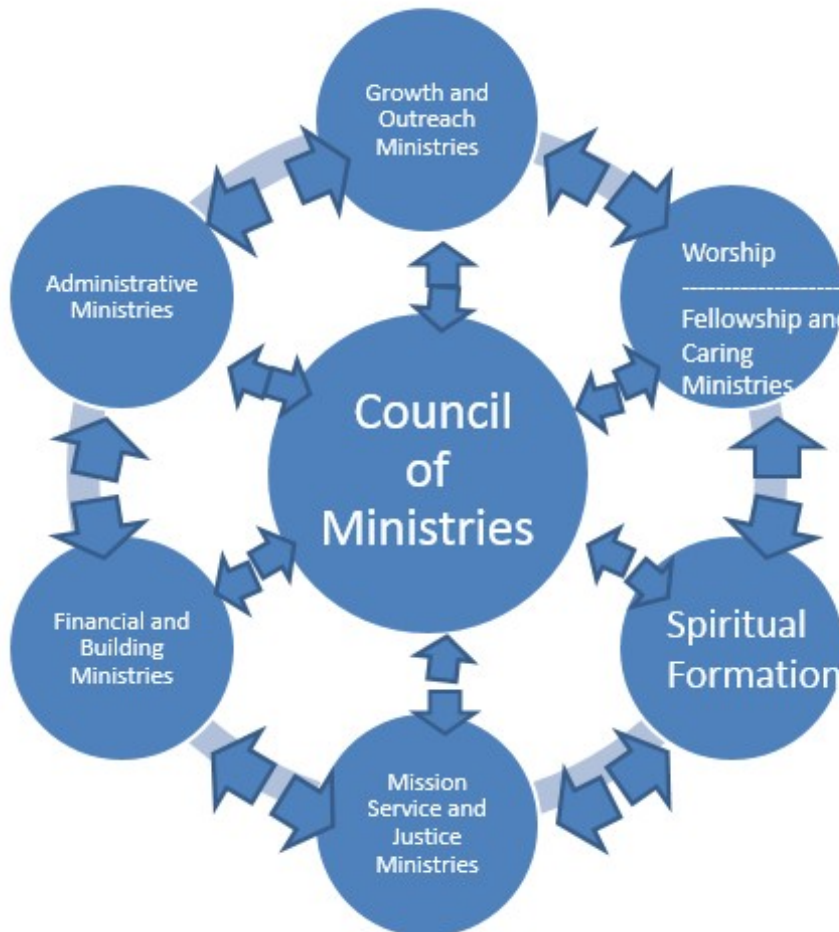 Growth and
Outreach
Ministries
Worship
--------------------
Fellowship and
Caring
Ministries
Administrative
Ministries
Council
of
Ministries
Financial and
Building
Ministries
Spiritual
Formation
Mission
Service and
Justice
Ministries